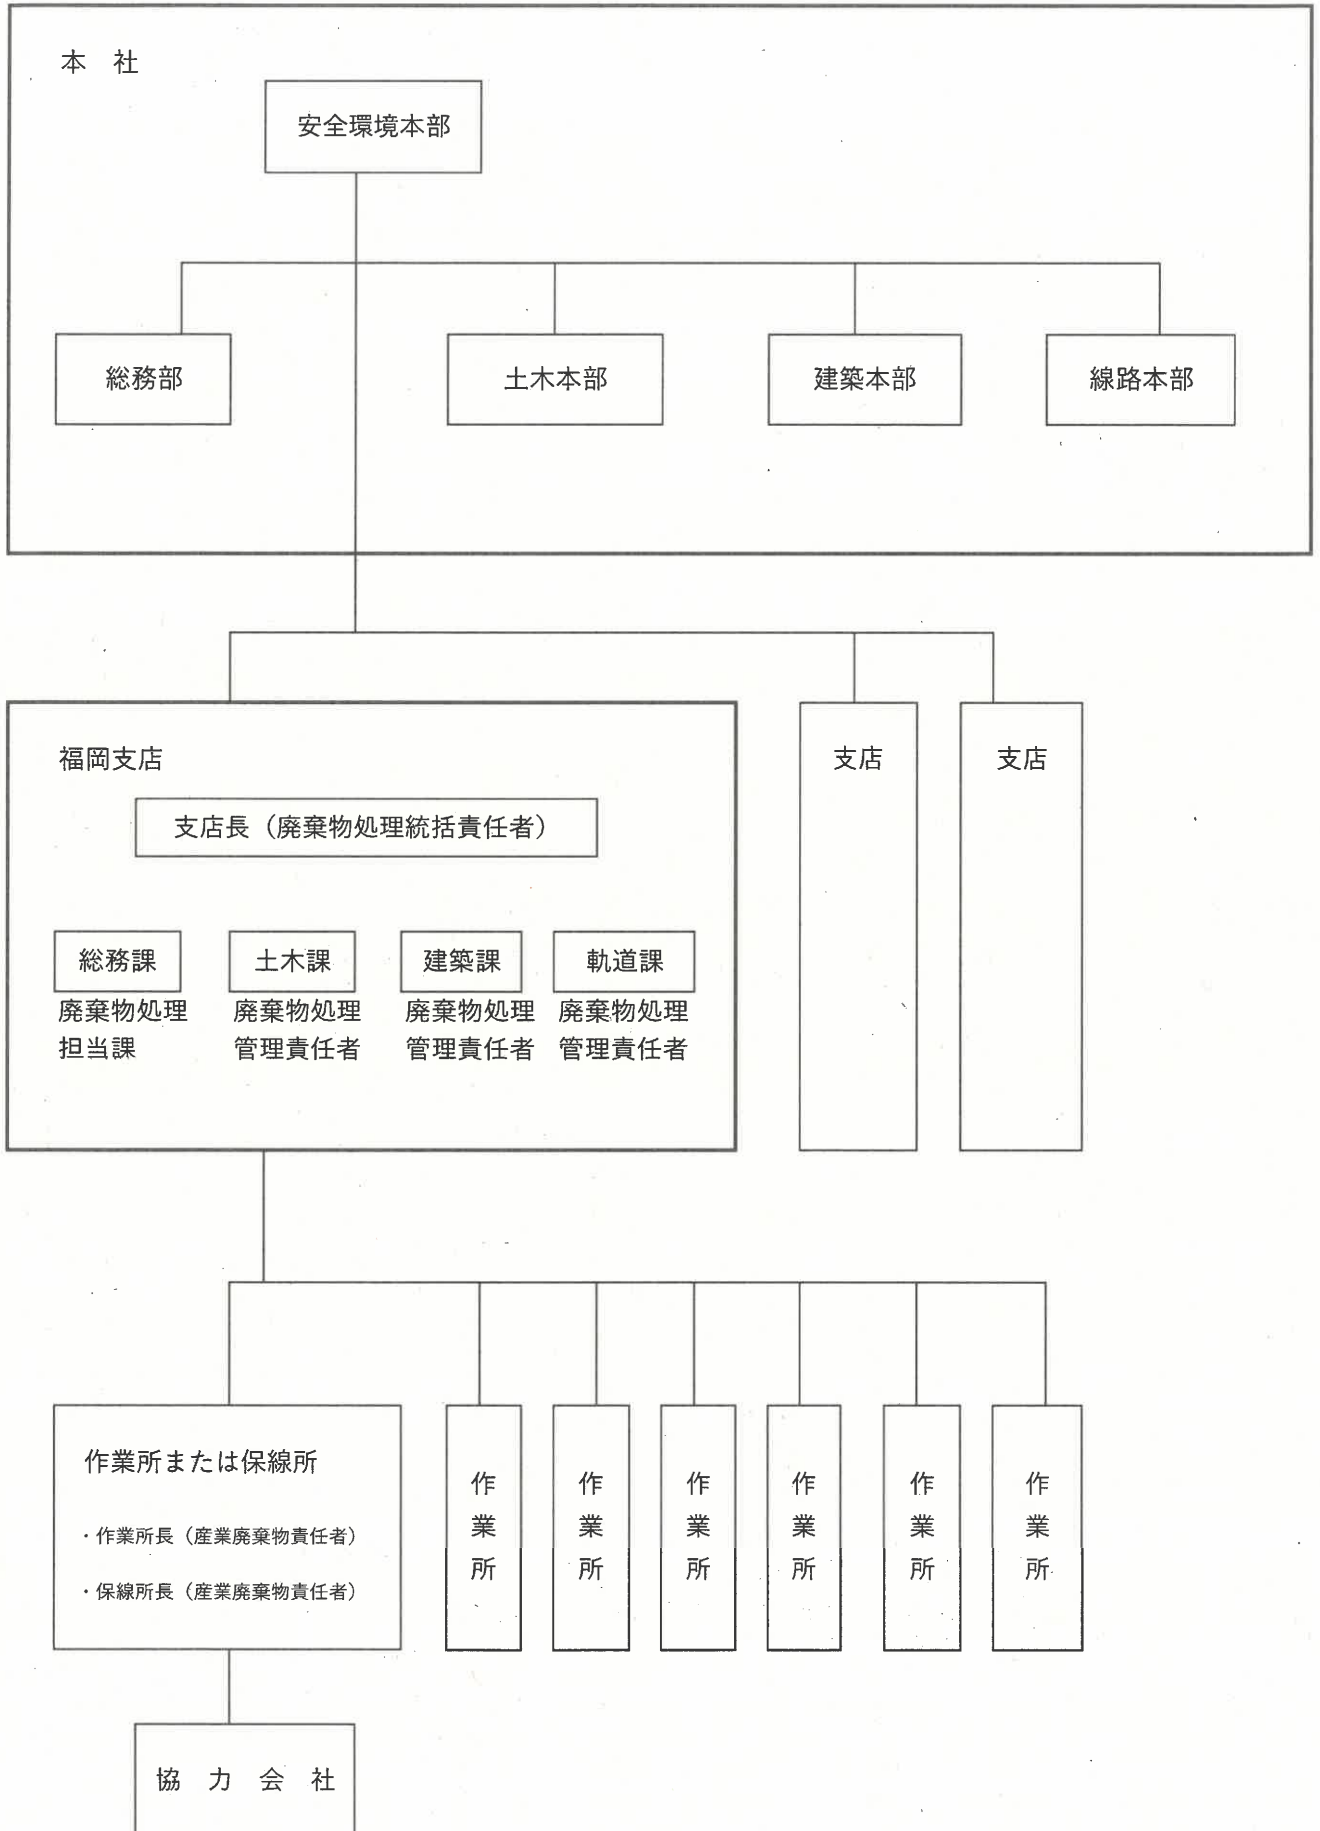 本　社
安全環境本部
総務部
土木本部
建築本部
線路本部
福岡支店
支店長（廃棄物処理統括責任者）
総務課
廃棄物処理
担当課
土木課
廃棄物処理
管理責任者
建築課
廃棄物処理
管理責任者
軌道課
廃棄物処理
管理責任者
支店
支店
作業所または保線所
・作業所長（産業廃棄物責任者）
・保線所長（産業廃棄物責任者）
作業所
作業所
作業所
作業所
作業所
作業所
協　力　会　社